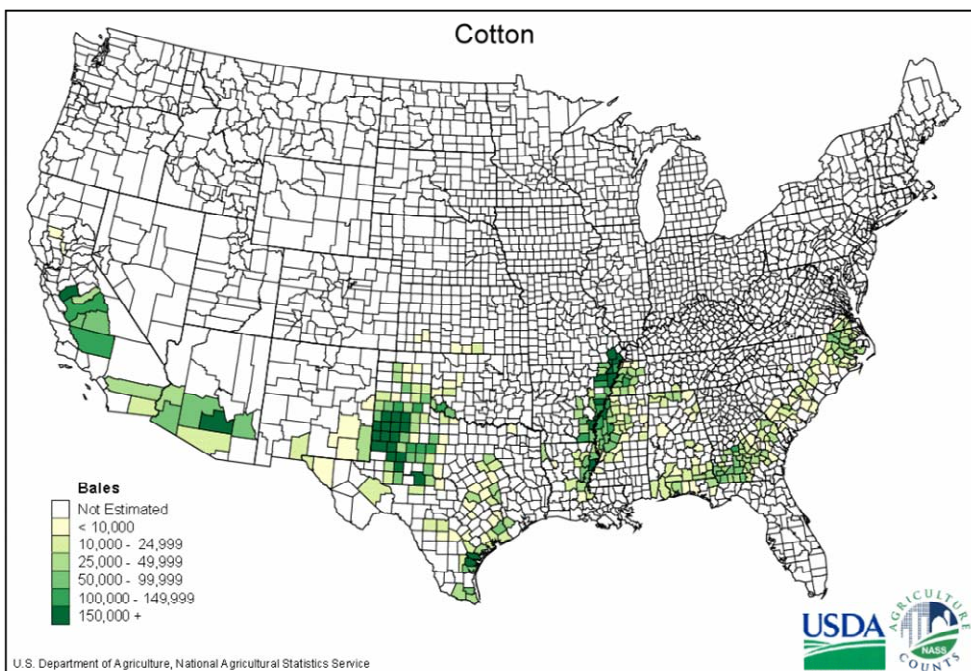 Cotton
Bales
Not Estimated
< 10,000
10,000 - 24,999
25,000 - 49,999
50,000 - 99,999
100,000 - 149,999
150,000 +
U.S. Department of Agriculture, National Agricultural Statistics Service
USDA
AGRICULTURE
NASS
COUNTS